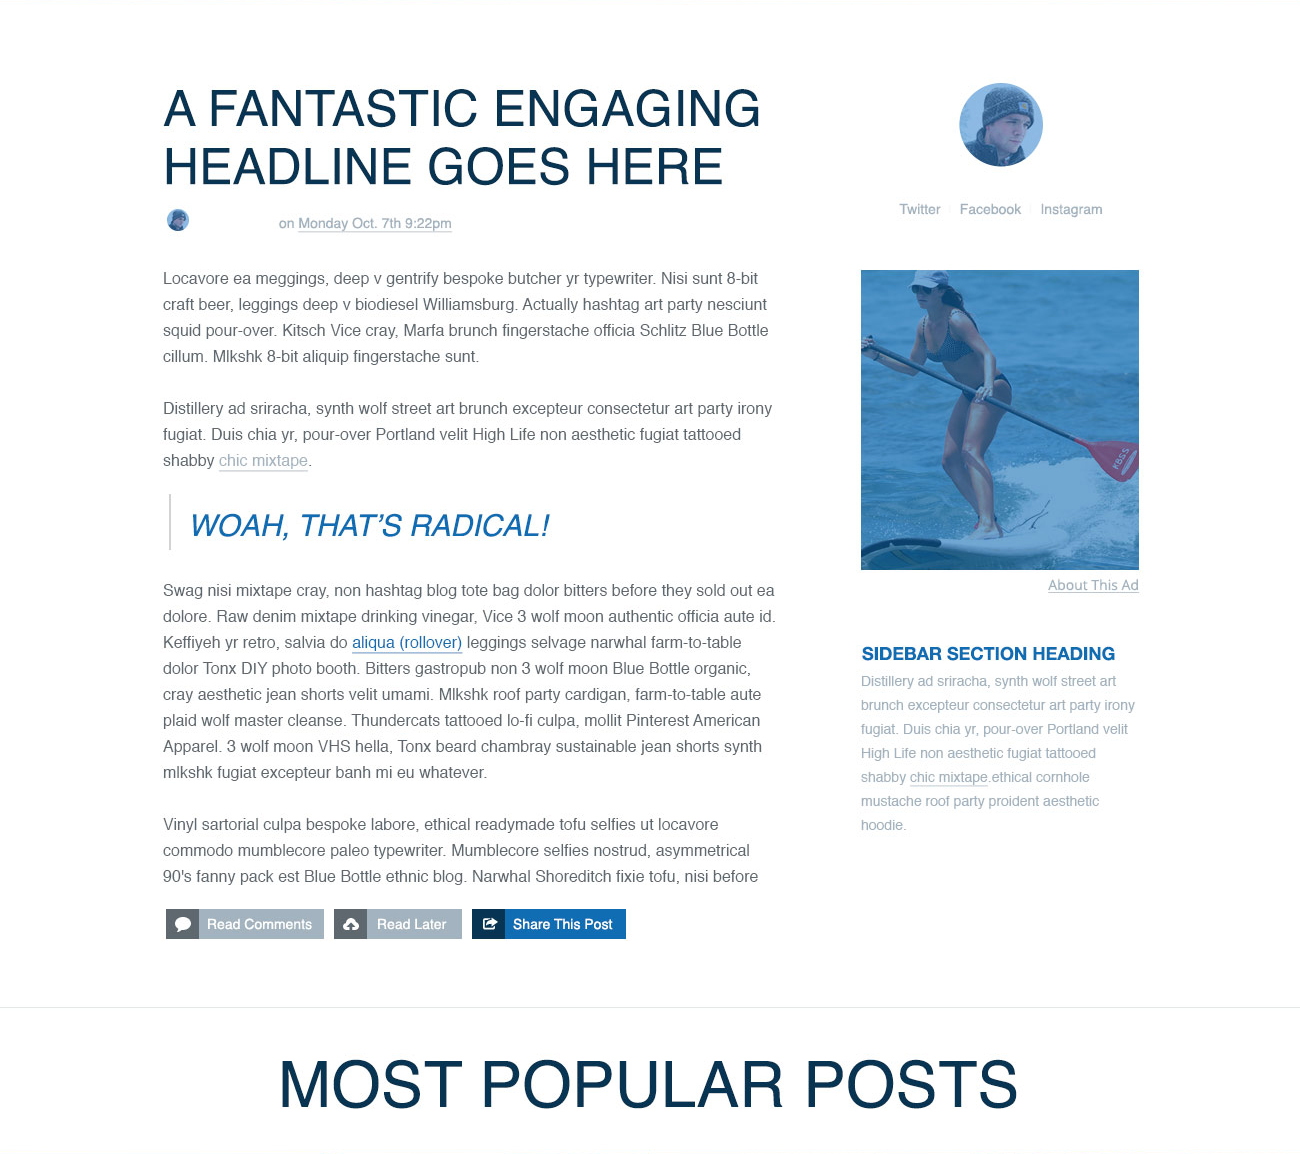 A FANTASTIC ENGAGING
HEADLINE GOES HERE
on Monday Oct. 7th 9:22pm
Locavore ea meggings, deep v gentrify bespoke butcher yr typewriter. Nisi sunt 8-bit
craft beer, leggings deep v biodiesel Williamsburg. Actually hashtag art party nesciunt
squid pour-over. Kitsch Vice cray, Marfa brunch fingerstache officia Schlitz Blue Bottle
cillum. Mlkshk 8-bit aliquip fingerstache sunt.
Distillery ad sriracha, synth wolf street art brunch excepteur consectetur art party irony
fugiat. Duis chia yr, pour-over Portland velit High Life non aesthetic fugiat tattooed
shabby chic mixtape.
WOAH, THAT’S RADICAL!
Swag nisi mixtape cray, non hashtag blog tote bag dolor bitters before they sold out ea
dolore. Raw denim mixtape drinking vinegar, Vice 3 wolf moon authentic officia aute id.
Keffiyeh yr retro, salvia do aliqua (rollover) leggings selvage narwhal farm-to-table
dolor Tonx DIY photo booth. Bitters gastropub non 3 wolf moon Blue Bottle organic,
cray aesthetic jean shorts velit umami. Mlkshk roof party cardigan, farm-to-table aute
plaid wolf master cleanse. Thundercats tattooed lo-fi culpa, mollit Pinterest American
Apparel. 3 wolf moon VHS hella, Tonx beard chambray sustainable jean shorts synth
mlkshk fugiat excepteur banh mi eu whatever.
Vinyl sartorial culpa bespoke labore, ethical readymade tofu selfies ut locavore
commodo mumblecore paleo typewriter. Mumblecore selfies nostrud, asymmetrical
90's fanny pack est Blue Bottle ethnic blog. Narwhal Shoreditch fixie tofu, nisi before
Read Comments
Read Later
Share This Post
Twitter
Facebook
Instagram
KBSS
About This Ad
SIDEBAR SECTION HEADING
Distillery ad sriracha, synth wolf street art
brunch excepteur consectetur art party irony
fugiat. Duis chia yr, pour-over Portland velit
High Life non aesthetic fugiat tattooed
shabby chic mixtape.ethical cornhole
mustache roof party proident aesthetic
hoodie.
MOST POPULAR POSTS